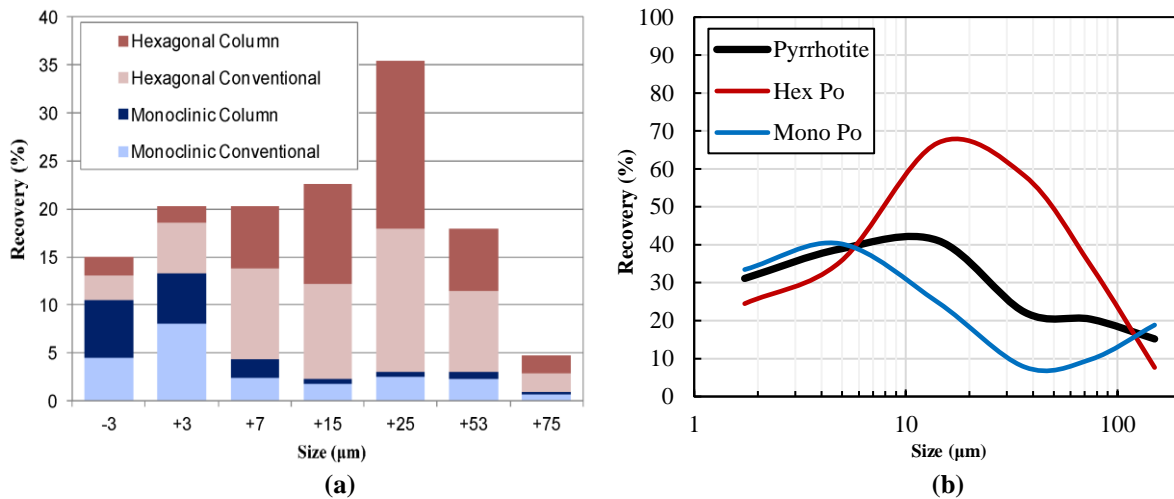 40
35
30
25
20
15
10
5
0
Recovery (%)
Hexagonal Column
Hexagonal Conventional
Monoclinic Column
Monoclinic Conventional
-3 +3 +7 +15 +25 +53 +75
Size (µm)
(a)
100
90
80
70
60
50
40
30
20
10
0
Recovery (%)
Pyrrhotite
Hex Po
Mono Po
1 10 100
Size (µm)
(b)